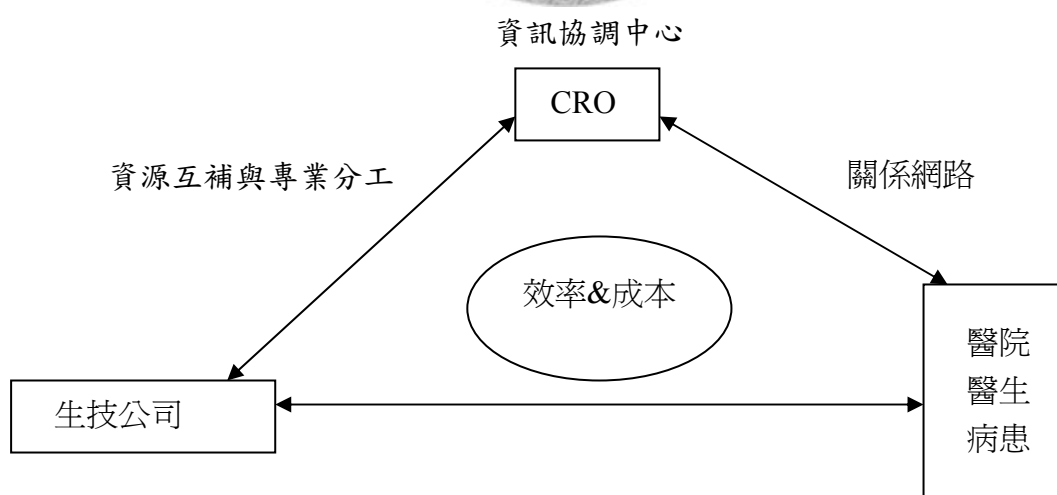 資訊協調中心
CRO
資源互補與專業分工
關係網路
效率&成本
醫院
醫生
病患
生技公司